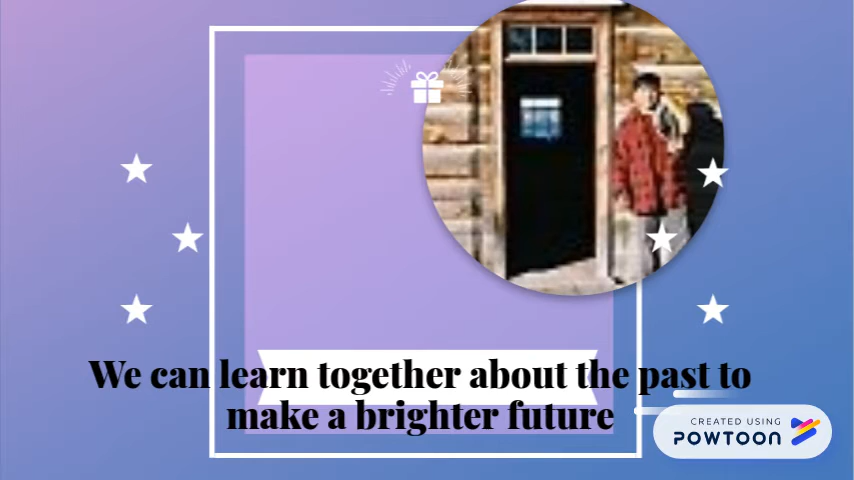 We can learn together about the past to
make a brighter future
CREATED USING
POWTOON